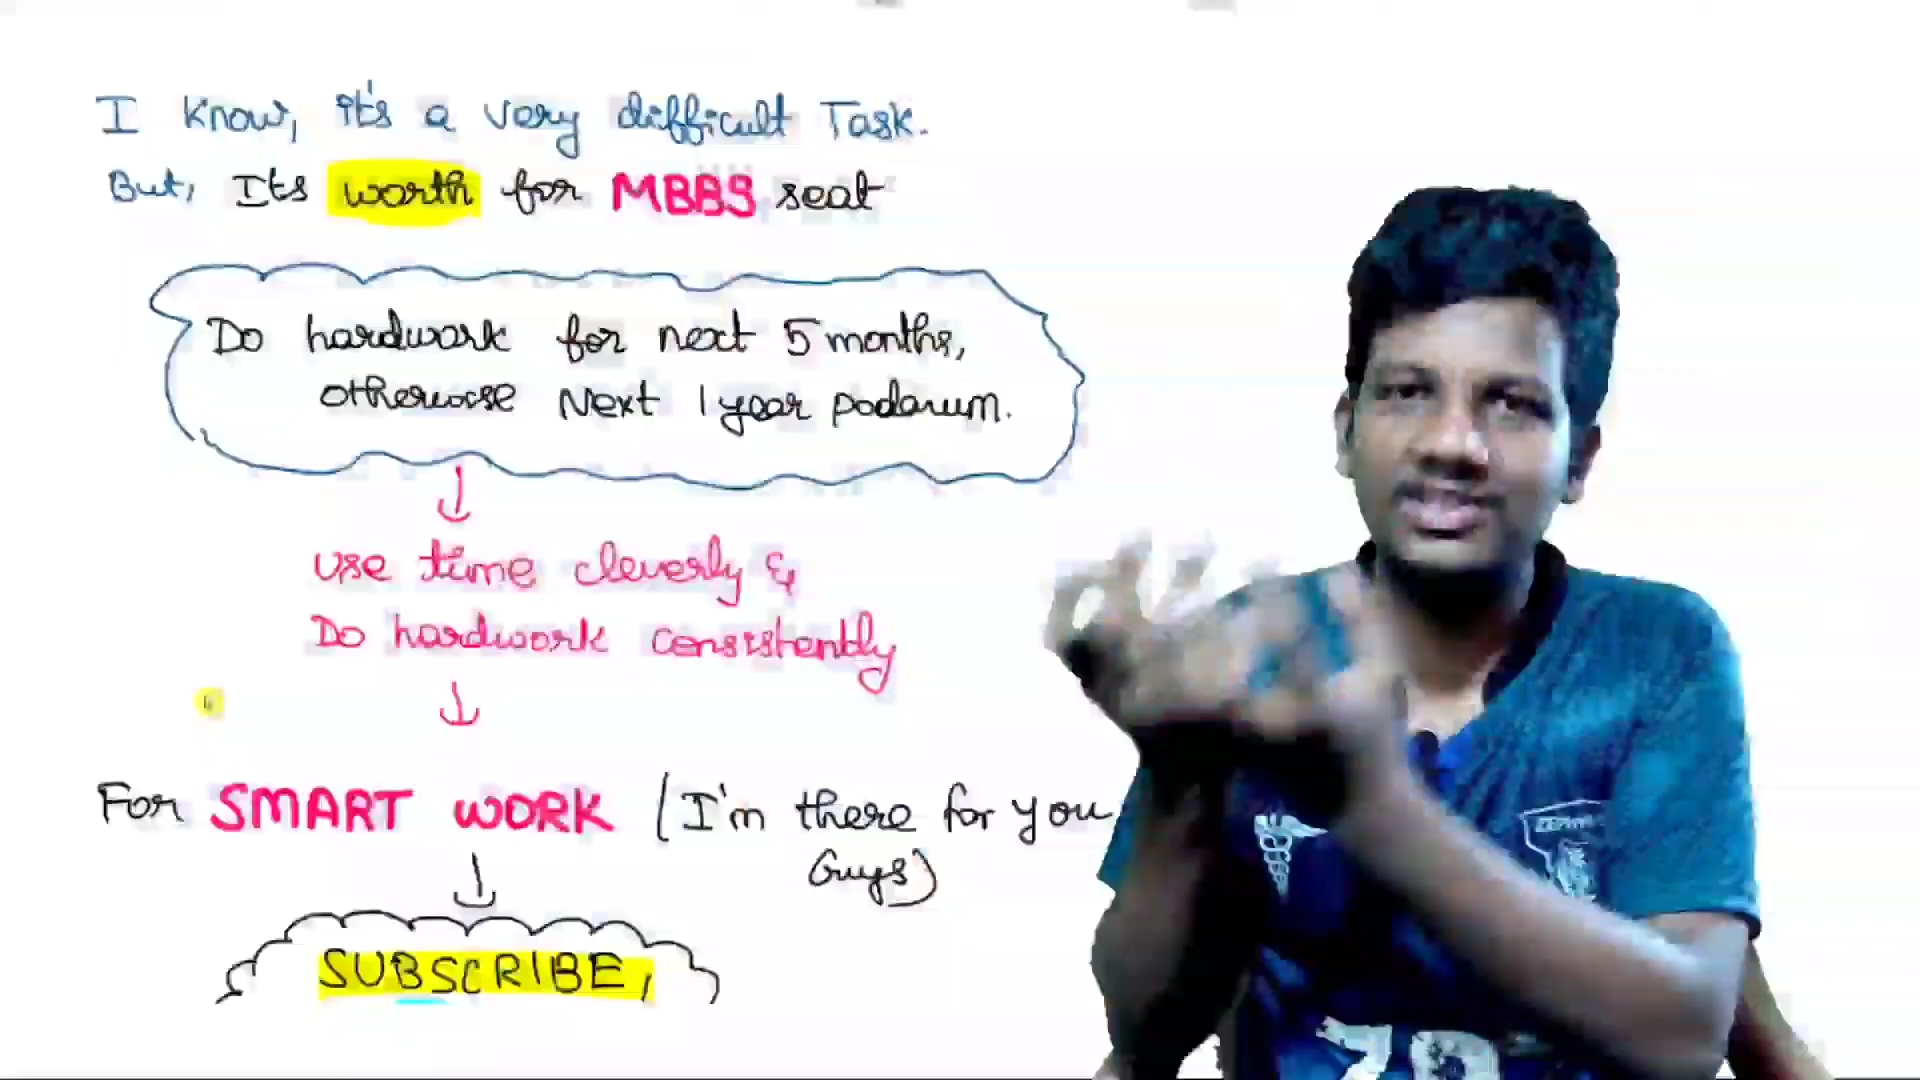 I know, it's a very difficult Task.
But, Its worth for MBBS seat
Do hardwork for next 5 months,
otherwise Next 1 year podarum.
use time cleverly &
Do hardwork consistently
For SMART WORK (I'm there for you
Guys)
SUBSCRIBE,